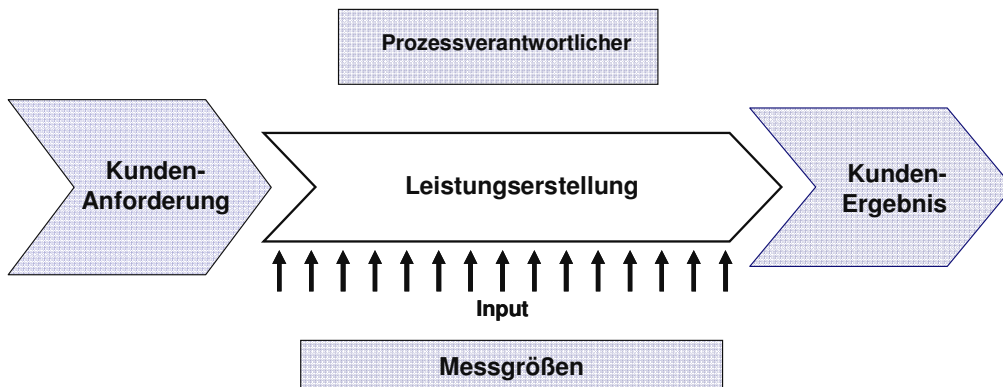 Prozessverantwortlicher
Kunden-
Anforderung
Leistungserstellung
Kunden-
Ergebnis
Input
Messgrößen